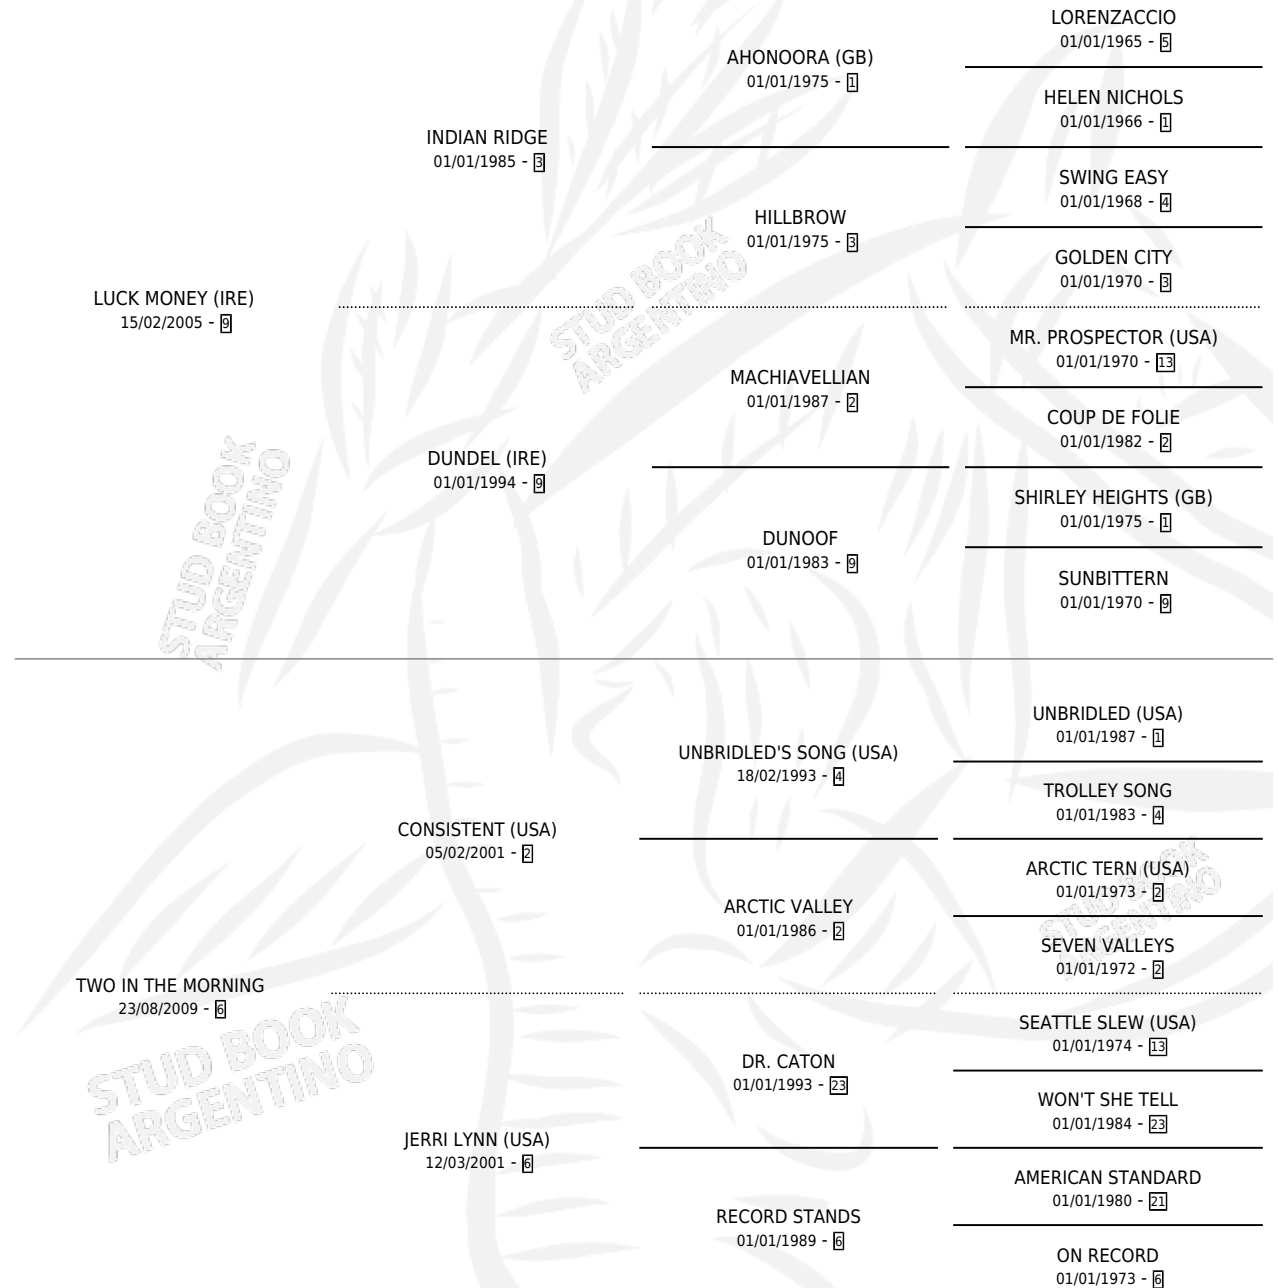 LORENZACCIO
01/01/1965 - 5
AHONOORA (GB)
01/01/1975 - 1
HELEN NICHOLS
01/01/1966 - 1
INDIAN RIDGE
01/01/1985 - 3
SWING EASY
01/01/1968 - 4
HILLBROW
01/01/1975 - 3
GOLDEN CITY
01/01/1970 - 3
LUCK MONEY (IRE)
15/02/2005 - 9
MR. PROSPECTOR (USA)
01/01/1970 - 13
MACHIAVELLIAN
01/01/1987 - 2
COUP DE FOLIE
01/01/1982 - 2
DUNDEL (IRE)
01/01/1994 - 9
SHIRLEY HEIGHTS (GB)
01/01/1975 - 1
DUNOOF
01/01/1983 - 9
SUNBITTERN
01/01/1970 - 9
STUD BOOK
ARGENTINO
STUD BOOK
ARGENTINO
UNBRIDLED (USA)
01/01/1987 - 1
UNBRIDLED'S SONG (USA)
18/02/1993 - 4
TROLLEY SONG
01/01/1983 - 4
CONSISTENT (USA)
05/02/2001 - 2
ARCTIC TERN (USA)
01/01/1973 - 2
ARCTIC VALLEY
01/01/1986 - 2
SEVEN VALLEYS
01/01/1972 - 2
TWO IN THE MORNING
23/08/2009 - 6
SEATTLE SLEW (USA)
01/01/1974 - 13
DR. CATON
01/01/1993 - 23
WON'T SHE TELL
01/01/1984 - 23
JERRI LYNN (USA)
12/03/2001 - 6
AMERICAN STANDARD
01/01/1980 - 21
RECORD STANDS
01/01/1989 - 6
ON RECORD
01/01/1973 - 6
STUD BOOK
ARGENTINO
STUD BOOK
ARGENTINO